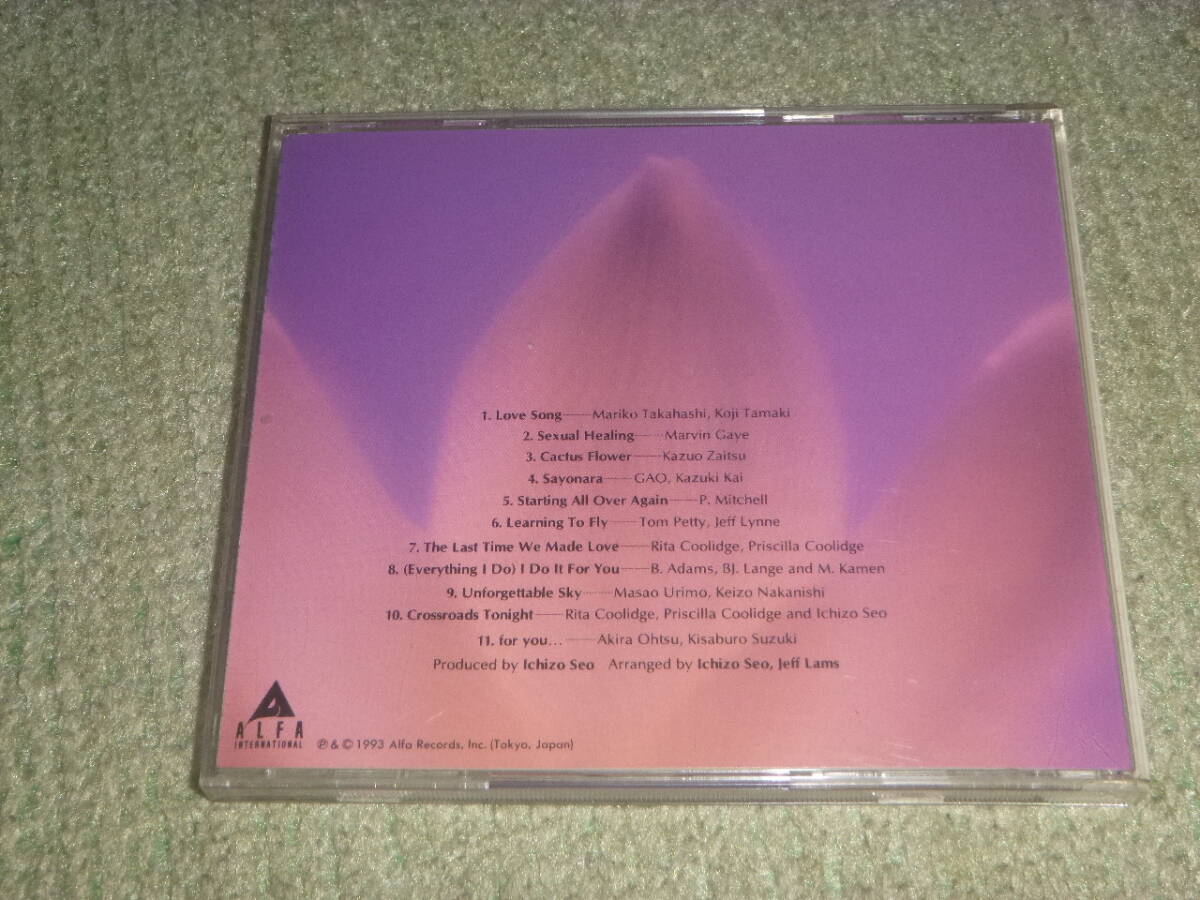 1. Love Song——Mariko Takahashi, Koji Tamaki
2. Sexual Healing——Marvin Gaye
3. Cactus Flower——Kazuo Zaitsu
4. Sayonara——GAO, Kazuki Kai
5. Starting All Over Again——P. Mitchell
6. Learning To Fly——Tom Petty, Jeff Lynne
7. The Last Time We Made Love——Rita Coolidge, Priscilla Coolidge
8. (Everything I Do) I Do It For You——B. Adams, BJ. Lange and M. Kamen
9. Unforgettable Sky——Masao Urimo, Keizo Nakanishi
10. Crossroads Tonight——Rita Coolidge, Priscilla Coolidge and Ichizo Seo
11. for you...——Akira Ohtsu, Kisaburo Suzuki
Produced by Ichizo Seo Arranged by Ichizo Seo, Jeff Lams
ALFA
INTERNATIONAL
℗ & © 1993 Alfa Records, Inc. (Tokyo, Japan)